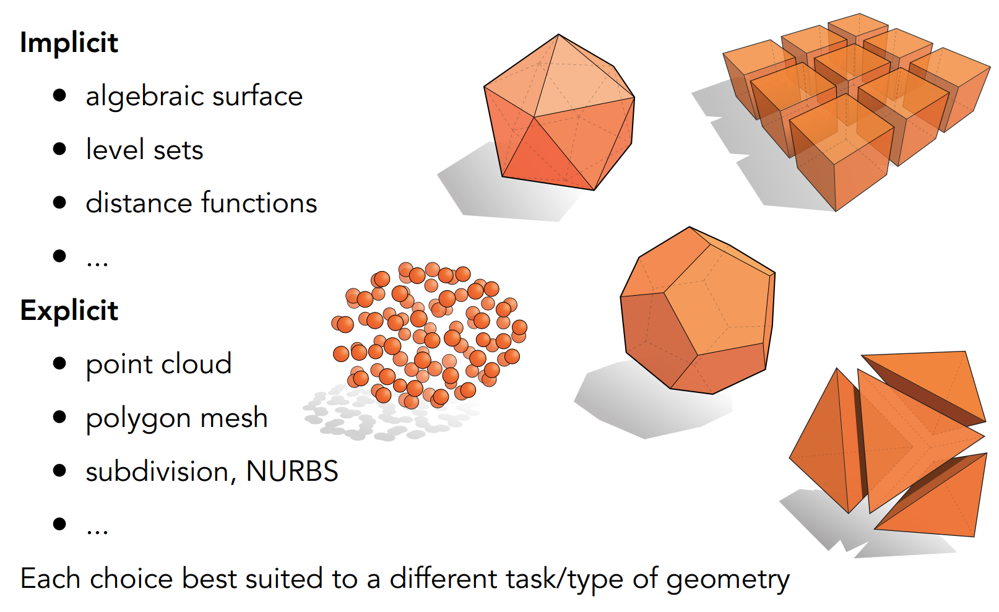 Implicit
● algebraic surface
● level sets
● distance functions
● ...
Explicit
● point cloud
● polygon mesh
● subdivision, NURBS
● ...
Each choice best suited to a different task/type of geometry